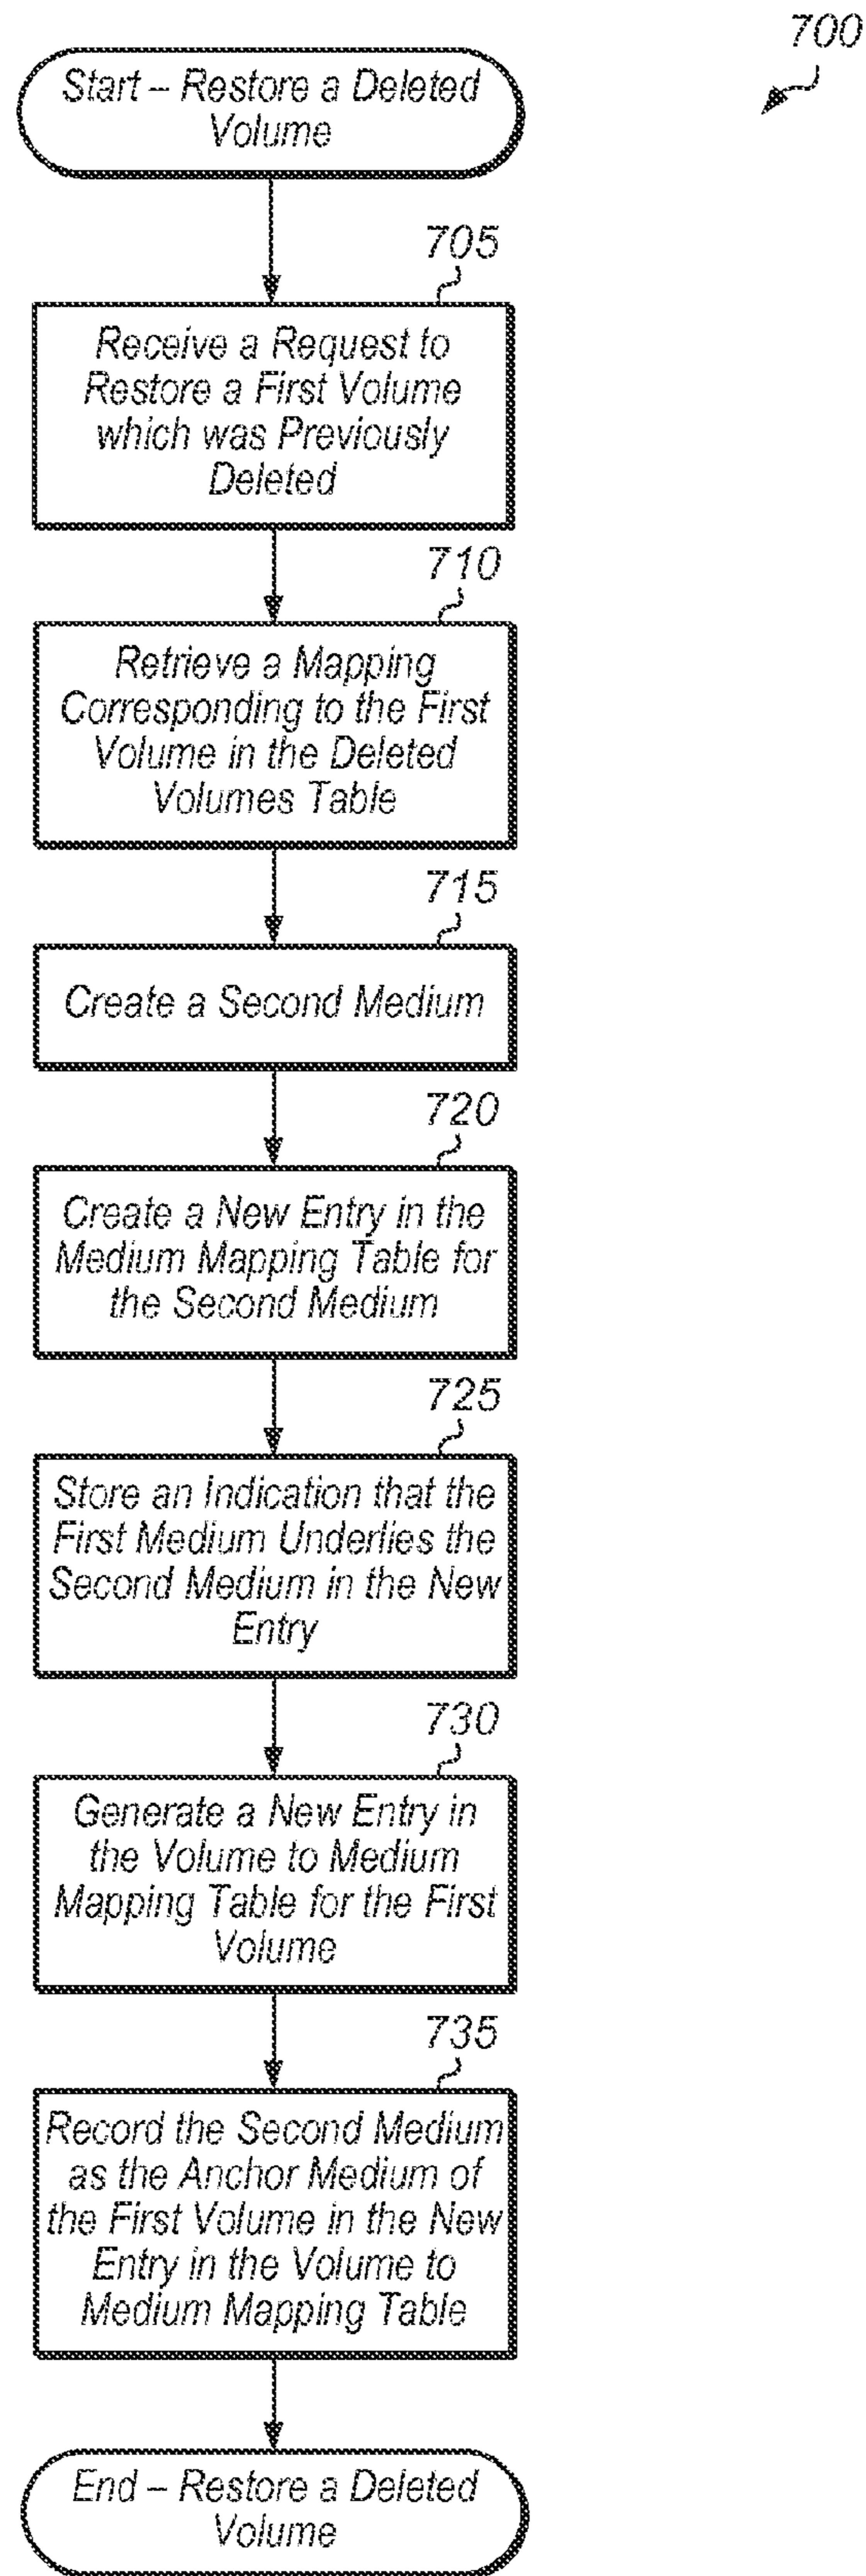 700
Start – Restore a Deleted
Volume
705
Receive a Request to
Restore a First Volume
which was Previously
Deleted
710
Retrieve a Mapping
Corresponding to the First
Volume in the Deleted
Volumes Table
715
Create a Second Medium
720
Create a New Entry in the
Medium Mapping Table for
the Second Medium
725
Store an Indication that the
First Medium Underlies the
Second Medium in the New
Entry
730
Generate a New Entry in
the Volume to Medium
Mapping Table for the First
Volume
735
Record the Second Medium
as the Anchor Medium of
the First Volume in the New
Entry in the Volume to
Medium Mapping Table
End – Restore a Deleted
Volume